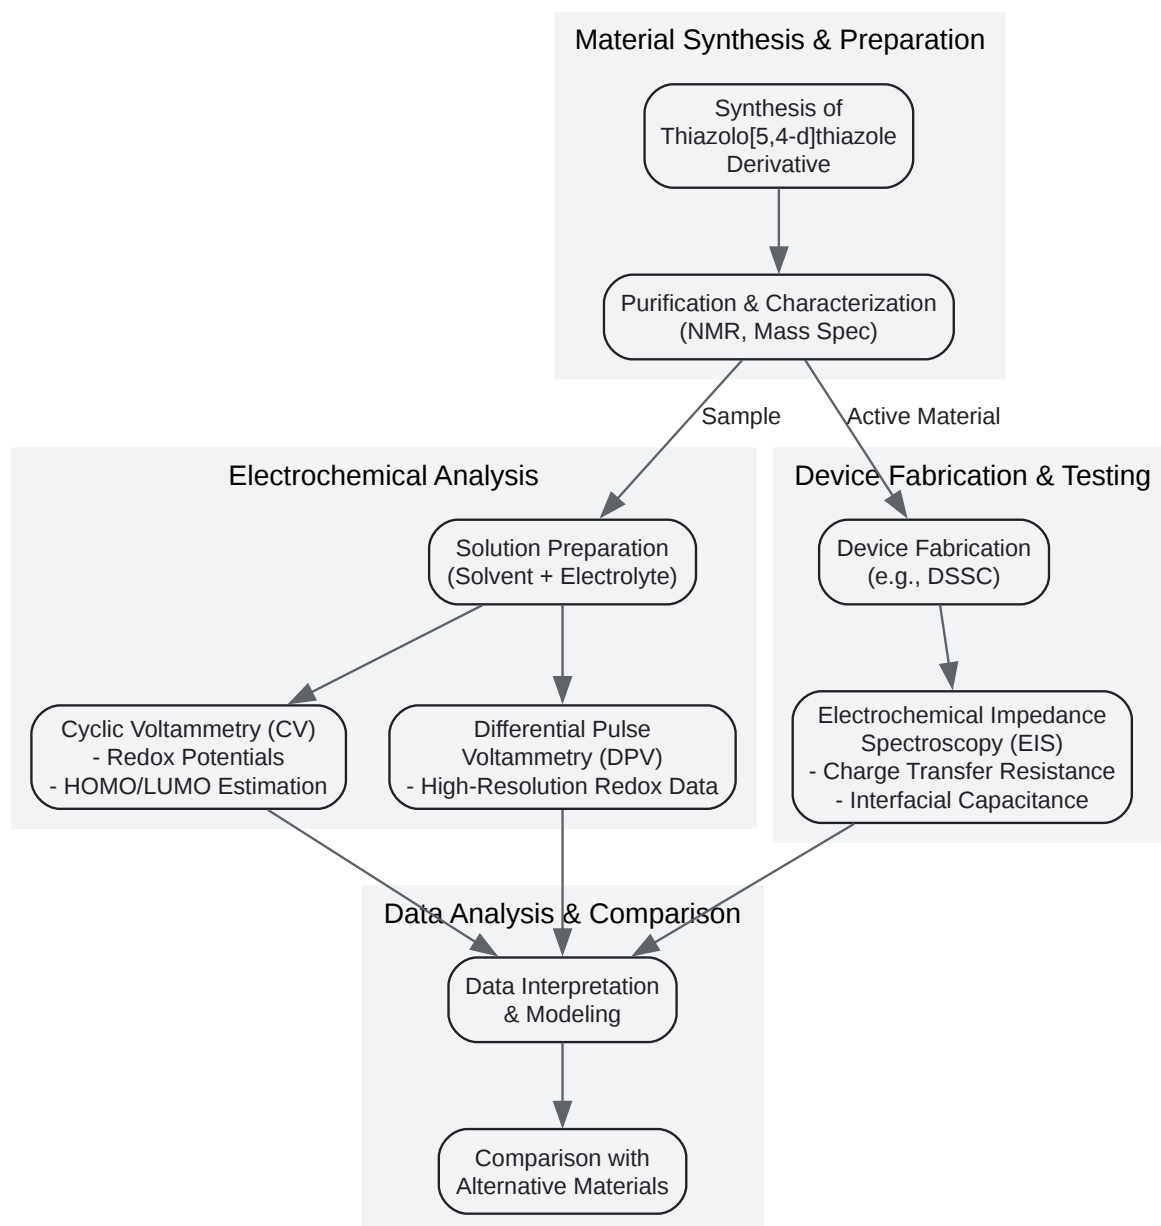 Material Synthesis & Preparation
Synthesis of
Thiazolo[5,4-d]thiazole
Derivative
Purification & Characterization
(NMR, Mass Spec)
Sample
Active Material
Electrochemical Analysis
Device Fabrication & Testing
Solution Preparation
(Solvent + Electrolyte)
Device Fabrication
(e.g., DSSC)
Cyclic Voltammetry (CV)
- Redox Potentials
- HOMO/LUMO Estimation
Differential Pulse
Voltammetry (DPV)
- High-Resolution Redox Data
Electrochemical Impedance
Spectroscopy (EIS)
- Charge Transfer Resistance
- Interfacial Capacitance
Data Analysis & Comparison
Data Interpretation
& Modeling
Comparison with
Alternative Materials